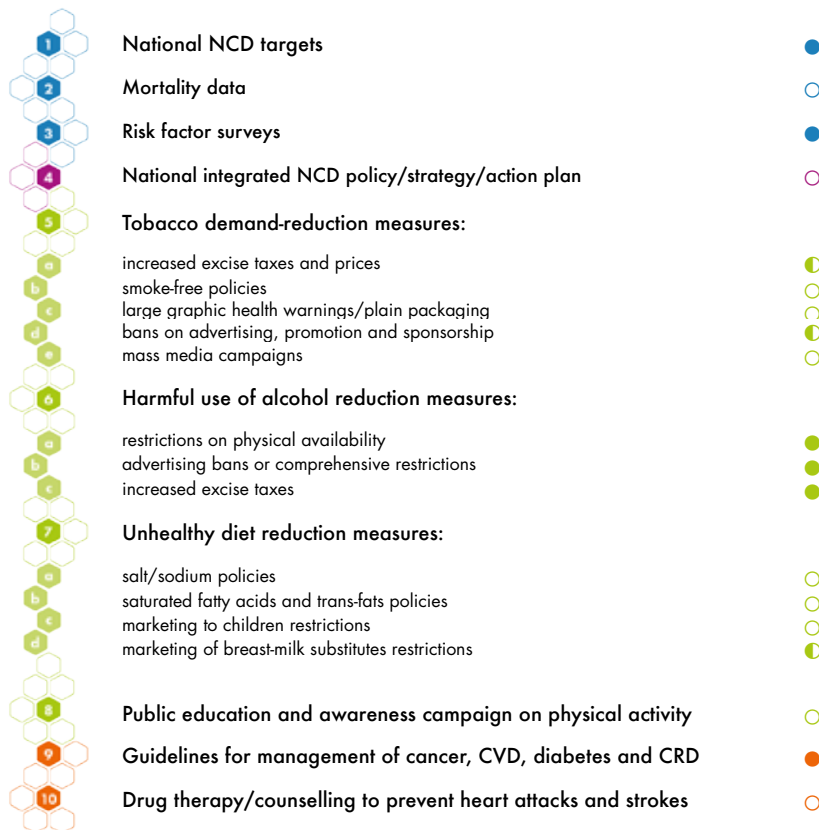 1 National NCD targets
2 Mortality data
3 Risk factor surveys
4 National integrated NCD policy/strategy/action plan
5 Tobacco demand-reduction measures:
a increased excise taxes and prices
b smoke-free policies
c large graphic health warnings/plain packaging
d bans on advertising, promotion and sponsorship
e mass media campaigns
6 Harmful use of alcohol reduction measures:
a restrictions on physical availability
b advertising bans or comprehensive restrictions
c increased excise taxes
7 Unhealthy diet reduction measures:
a salt/sodium policies
b saturated fatty acids and trans-fats policies
c marketing to children restrictions
d marketing of breast-milk substitutes restrictions
8 Public education and awareness campaign on physical activity
9 Guidelines for management of cancer, CVD, diabetes and CRD
10 Drug therapy/counselling to prevent heart attacks and strokes